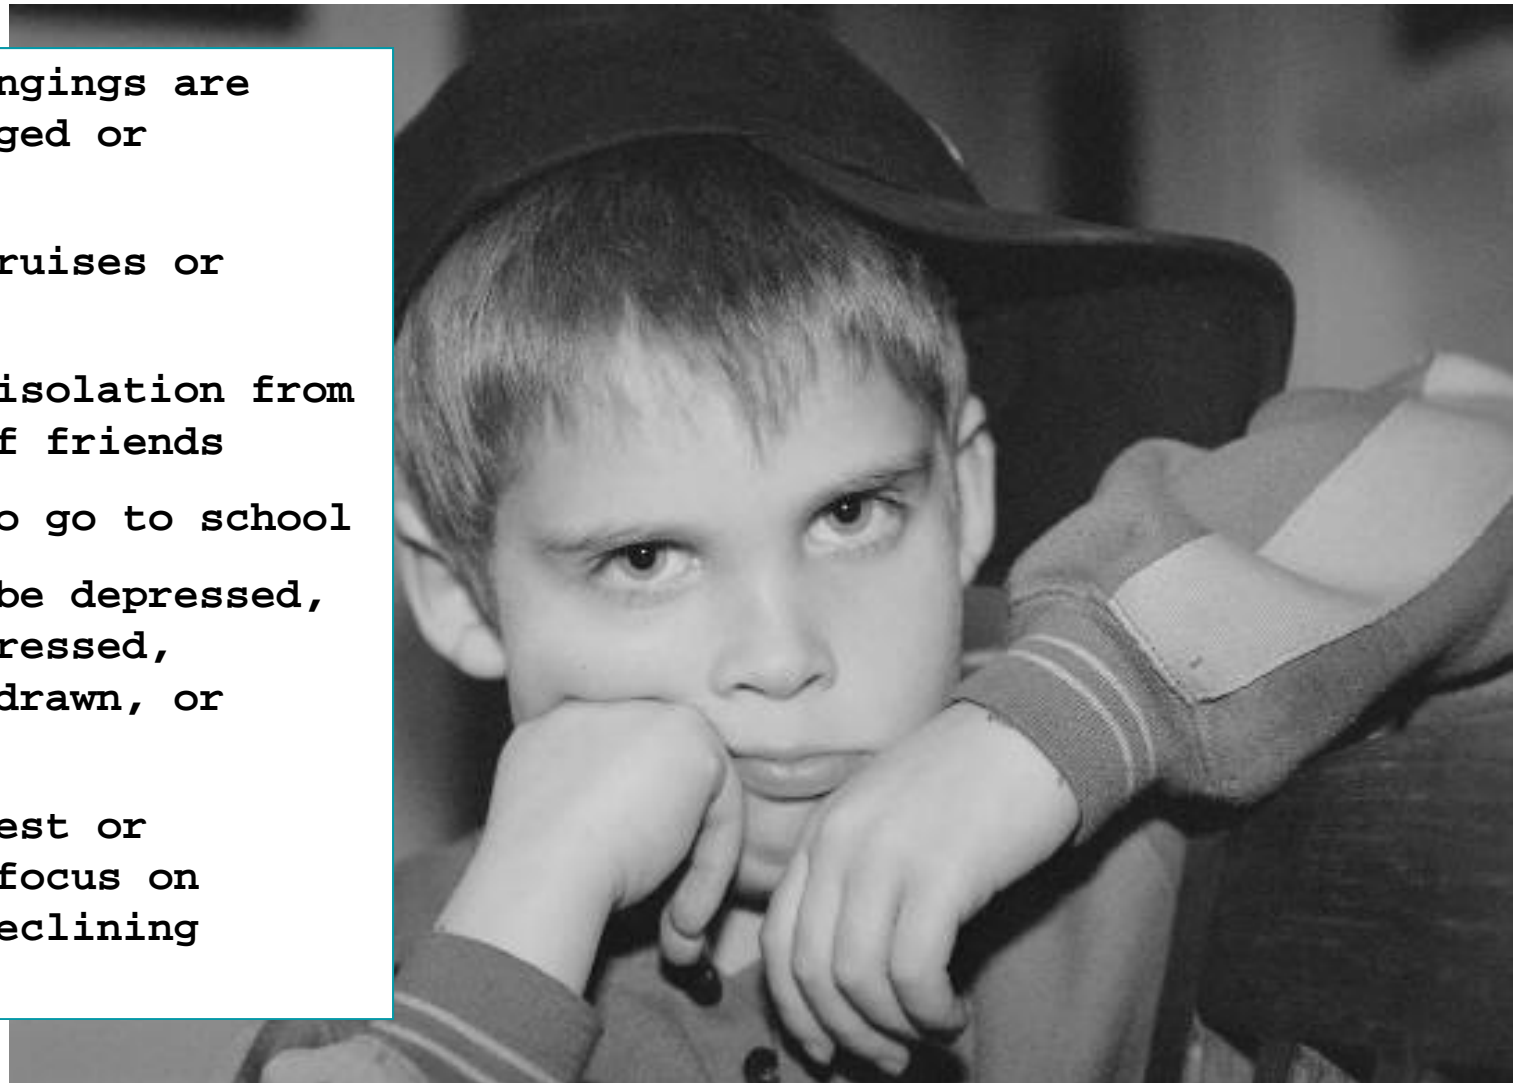 ngings are
ged or
ruises or
isolation from
f friends
o go to school
be depressed,
ressed,
drawn, or
est or
focus on
eclining